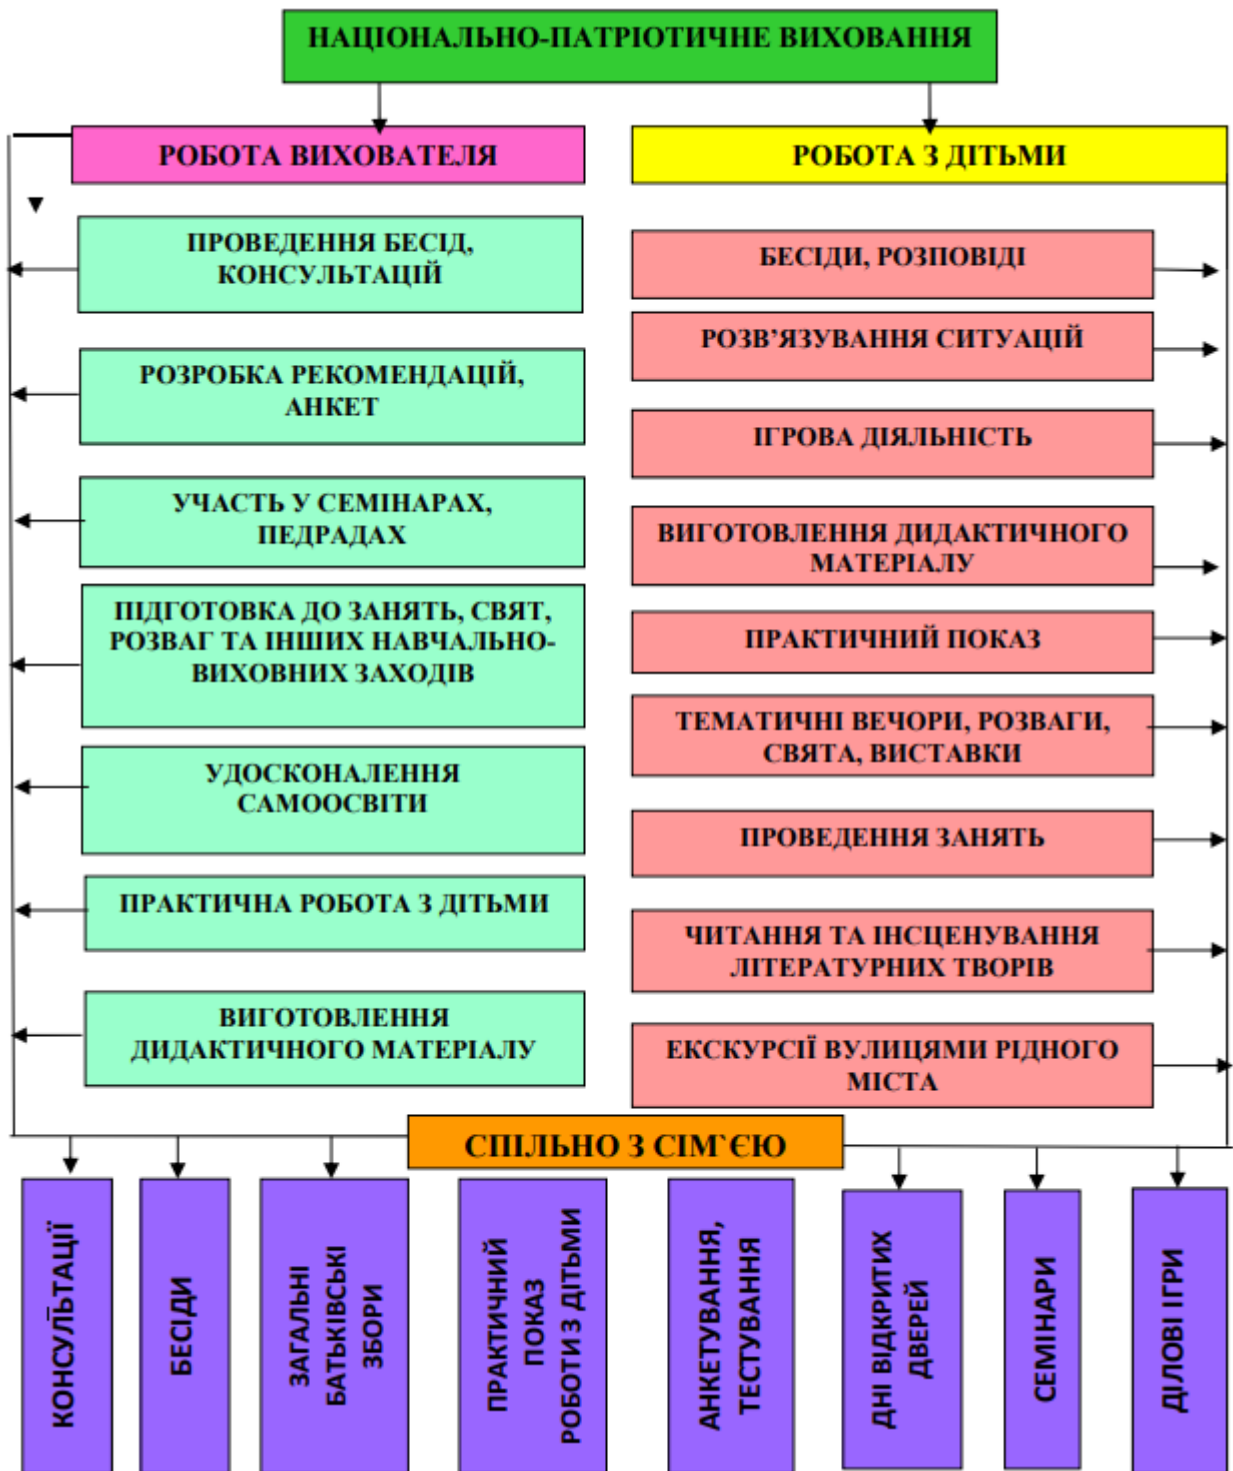 НАЦІОНАЛЬНО-ПАТРІОТИЧНЕ ВИХОВАННЯ
РОБОТА ВИХОВАТЕЛЯ
ПРОВЕДЕННЯ БЕСІД,
КОНСУЛЬТАЦІЙ
РОЗРОБКА РЕКОМЕНДАЦІЙ,
АНКЕТ
УЧАСТЬ У СЕМІНАРАХ,
ПЕДРАДАХ
ПІДГОТОВКА ДО ЗАНЯТЬ, СВЯТ,
РОЗВАГ ТА ІНШИХ НАВЧАЛЬНО-
ВИХОВНИХ ЗАХОДІВ
УДОСКОНАЛЕННЯ
САМООСВІТИ
ПРАКТИЧНА РОБОТА З ДІТЬМИ
ВИГОТОВЛЕННЯ
ДИДАКТИЧНОГО МАТЕРІАЛУ
РОБОТА З ДІТЬМИ
БЕСІДИ, РОЗПОВІДІ
РОЗВ’ЯЗУВАННЯ СИТУАЦІЙ
ІГРОВА ДІЯЛЬНІСТЬ
ВИГОТОВЛЕННЯ ДИДАКТИЧНОГО
МАТЕРІАЛУ
ПРАКТИЧНИЙ ПОКАЗ
ТЕМАТИЧНІ ВЕЧОРИ, РОЗВАГИ,
СВЯТА, ВИСТАВКИ
ПРОВЕДЕННЯ ЗАНЯТЬ
ЧИТАННЯ ТА ІНСЦЕНУВАННЯ
ЛІТЕРАТУРНИХ ТВОРІВ
ЕКСКУРСІЇ ВУЛИЦЯМИ РІДНОГО
МІСТА
СПІЛЬНО З СІМ`ЄЮ
КОНСУЛЬТАЦІЇ
БЕСІДИ
ЗАГАЛЬНІ
БАТЬКІВСЬКІ
ЗБОРИ
ПРАКТИЧНИЙ
ПОКАЗ
РОБОТИ З ДІТЬМИ
АНКЕТУВАННЯ,
ТЕСТУВАННЯ
ДНІ ВІДКРИТИХ
ДВЕРЕЙ
СЕМІНАРИ
ДІЛОВІ ІГРИ